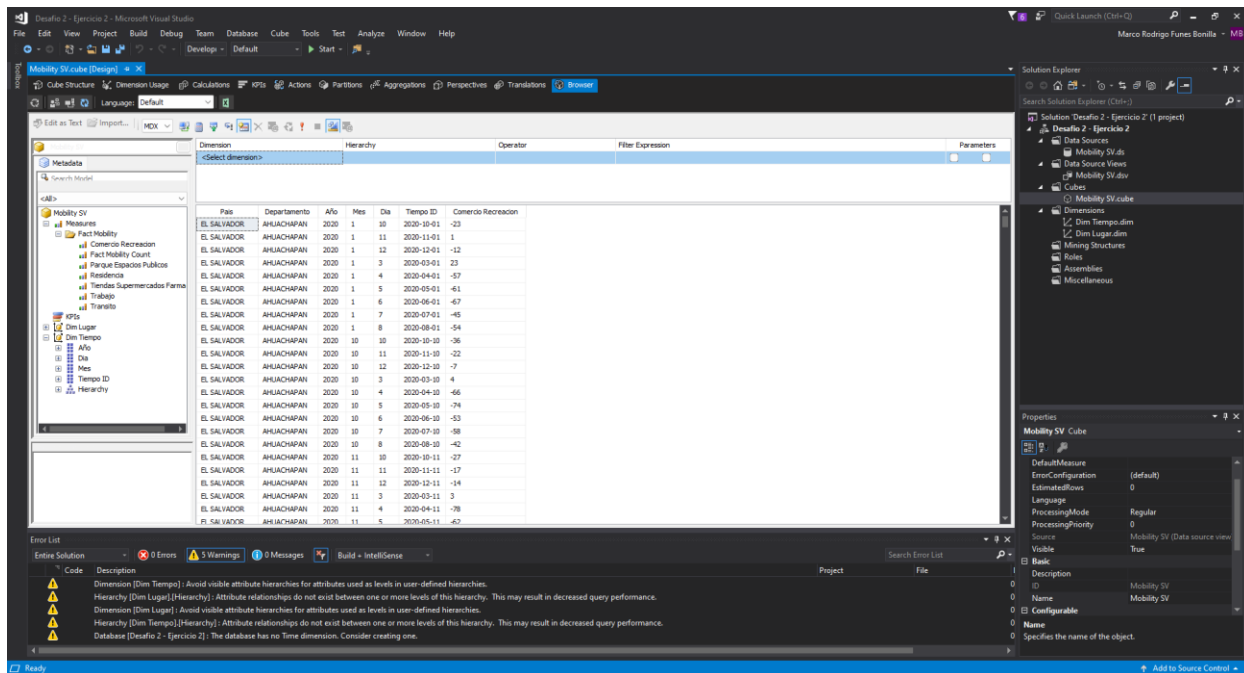 Desafio 2 - Ejercicio 2 - Microsoft Visual Studio
6
Quick Launch (Ctrl+Q)
File Edit View Project Build Debug Team Database Cube Tools Test Analyze Window Help
Marco Rodrigo Funes Bonilla MB
Develop Default Start
Toolbox
Mobility SV.cube [Design]
Cube Structure Dimension Usage Calculations KPIs Actions Partitions Aggregations Perspectives Translations Browser
Language: Default
Edit as Text Import... MDX
Dimension Hierarchy Operator Filter Expression Parameters
<Select dimension>
Metadata
Search Model
<All>
Mobility SV
Measures
Fact Mobility
Comercio Recreacion
Fact Mobility Count
Parque Espacios Publicos
Residencia
Tiendas Supermercados Farma
Trabajo
Transito
KPIs
Dim Lugar
Dim Tiempo
Año
Dia
Mes
Tiempo ID
Hierarchy
Pais Departamento Año Mes Dia Tiempo ID Comercio Recreacion
EL SALVADOR AHUACHAPAN 2020 1 10 2020-10-01 -23
EL SALVADOR AHUACHAPAN 2020 1 11 2020-11-01 1
EL SALVADOR AHUACHAPAN 2020 1 12 2020-12-01 -12
EL SALVADOR AHUACHAPAN 2020 1 3 2020-03-01 23
EL SALVADOR AHUACHAPAN 2020 1 4 2020-04-01 -57
EL SALVADOR AHUACHAPAN 2020 1 5 2020-05-01 -61
EL SALVADOR AHUACHAPAN 2020 1 6 2020-06-01 -67
EL SALVADOR AHUACHAPAN 2020 1 7 2020-07-01 -45
EL SALVADOR AHUACHAPAN 2020 1 8 2020-08-01 -54
EL SALVADOR AHUACHAPAN 2020 10 10 2020-10-10 -36
EL SALVADOR AHUACHAPAN 2020 10 11 2020-11-10 -22
EL SALVADOR AHUACHAPAN 2020 10 12 2020-12-10 -7
EL SALVADOR AHUACHAPAN 2020 10 3 2020-03-10 4
EL SALVADOR AHUACHAPAN 2020 10 4 2020-04-10 -66
EL SALVADOR AHUACHAPAN 2020 10 5 2020-05-10 -74
EL SALVADOR AHUACHAPAN 2020 10 6 2020-06-10 -53
EL SALVADOR AHUACHAPAN 2020 10 7 2020-07-10 -58
EL SALVADOR AHUACHAPAN 2020 10 8 2020-08-10 -42
EL SALVADOR AHUACHAPAN 2020 11 10 2020-10-11 -27
EL SALVADOR AHUACHAPAN 2020 11 11 2020-11-11 -17
EL SALVADOR AHUACHAPAN 2020 11 12 2020-12-11 -14
EL SALVADOR AHUACHAPAN 2020 11 3 2020-03-11 3
EL SALVADOR AHUACHAPAN 2020 11 4 2020-04-11 -78
EL SALVADOR AHUACHAPAN 2020 11 5 2020-05-11 -62
Solution Explorer
Search Solution Explorer (Ctrl+;)
Solution 'Desafio 2 - Ejercicio 2' (1 project)
Desafio 2 - Ejercicio 2
Data Sources
Mobility SV.ds
Data Source Views
Mobility SV.dsv
Cubes
Mobility SV.cube
Dimensions
Dim Tiempo.dim
Dim Lugar.dim
Mining Structures
Roles
Assemblies
Miscellaneous
Properties
Mobility SV Cube
DefaultMeasure
ErrorConfiguration (default)
EstimatedRows 0
Language
ProcessingMode Regular
ProcessingPriority 0
Source Mobility SV (Data source view
Visible True
Basic
Description
ID Mobility SV
Name Mobility SV
Configurable
Name
Specifies the name of the object.
Error List
Entire Solution 0 Errors 5 Warnings 0 Messages Build + IntelliSense Search Error List
Code Description Project File
Dimension [Dim Tiempo] : Avoid visible attribute hierarchies for attributes used as levels in user-defined hierarchies. 0
Hierarchy [Dim Lugar].[Hierarchy] : Attribute relationships do not exist between one or more levels of this hierarchy. This may result in decreased query performance. 0
Dimension [Dim Lugar] : Avoid visible attribute hierarchies for attributes used as levels in user-defined hierarchies. 0
Hierarchy [Dim Tiempo].[Hierarchy] : Attribute relationships do not exist between one or more levels of this hierarchy. This may result in decreased query performance. 0
Database [Desafio 2 - Ejercicio 2] : The database has no Time dimension. Consider creating one. 0
Ready
Add to Source Control